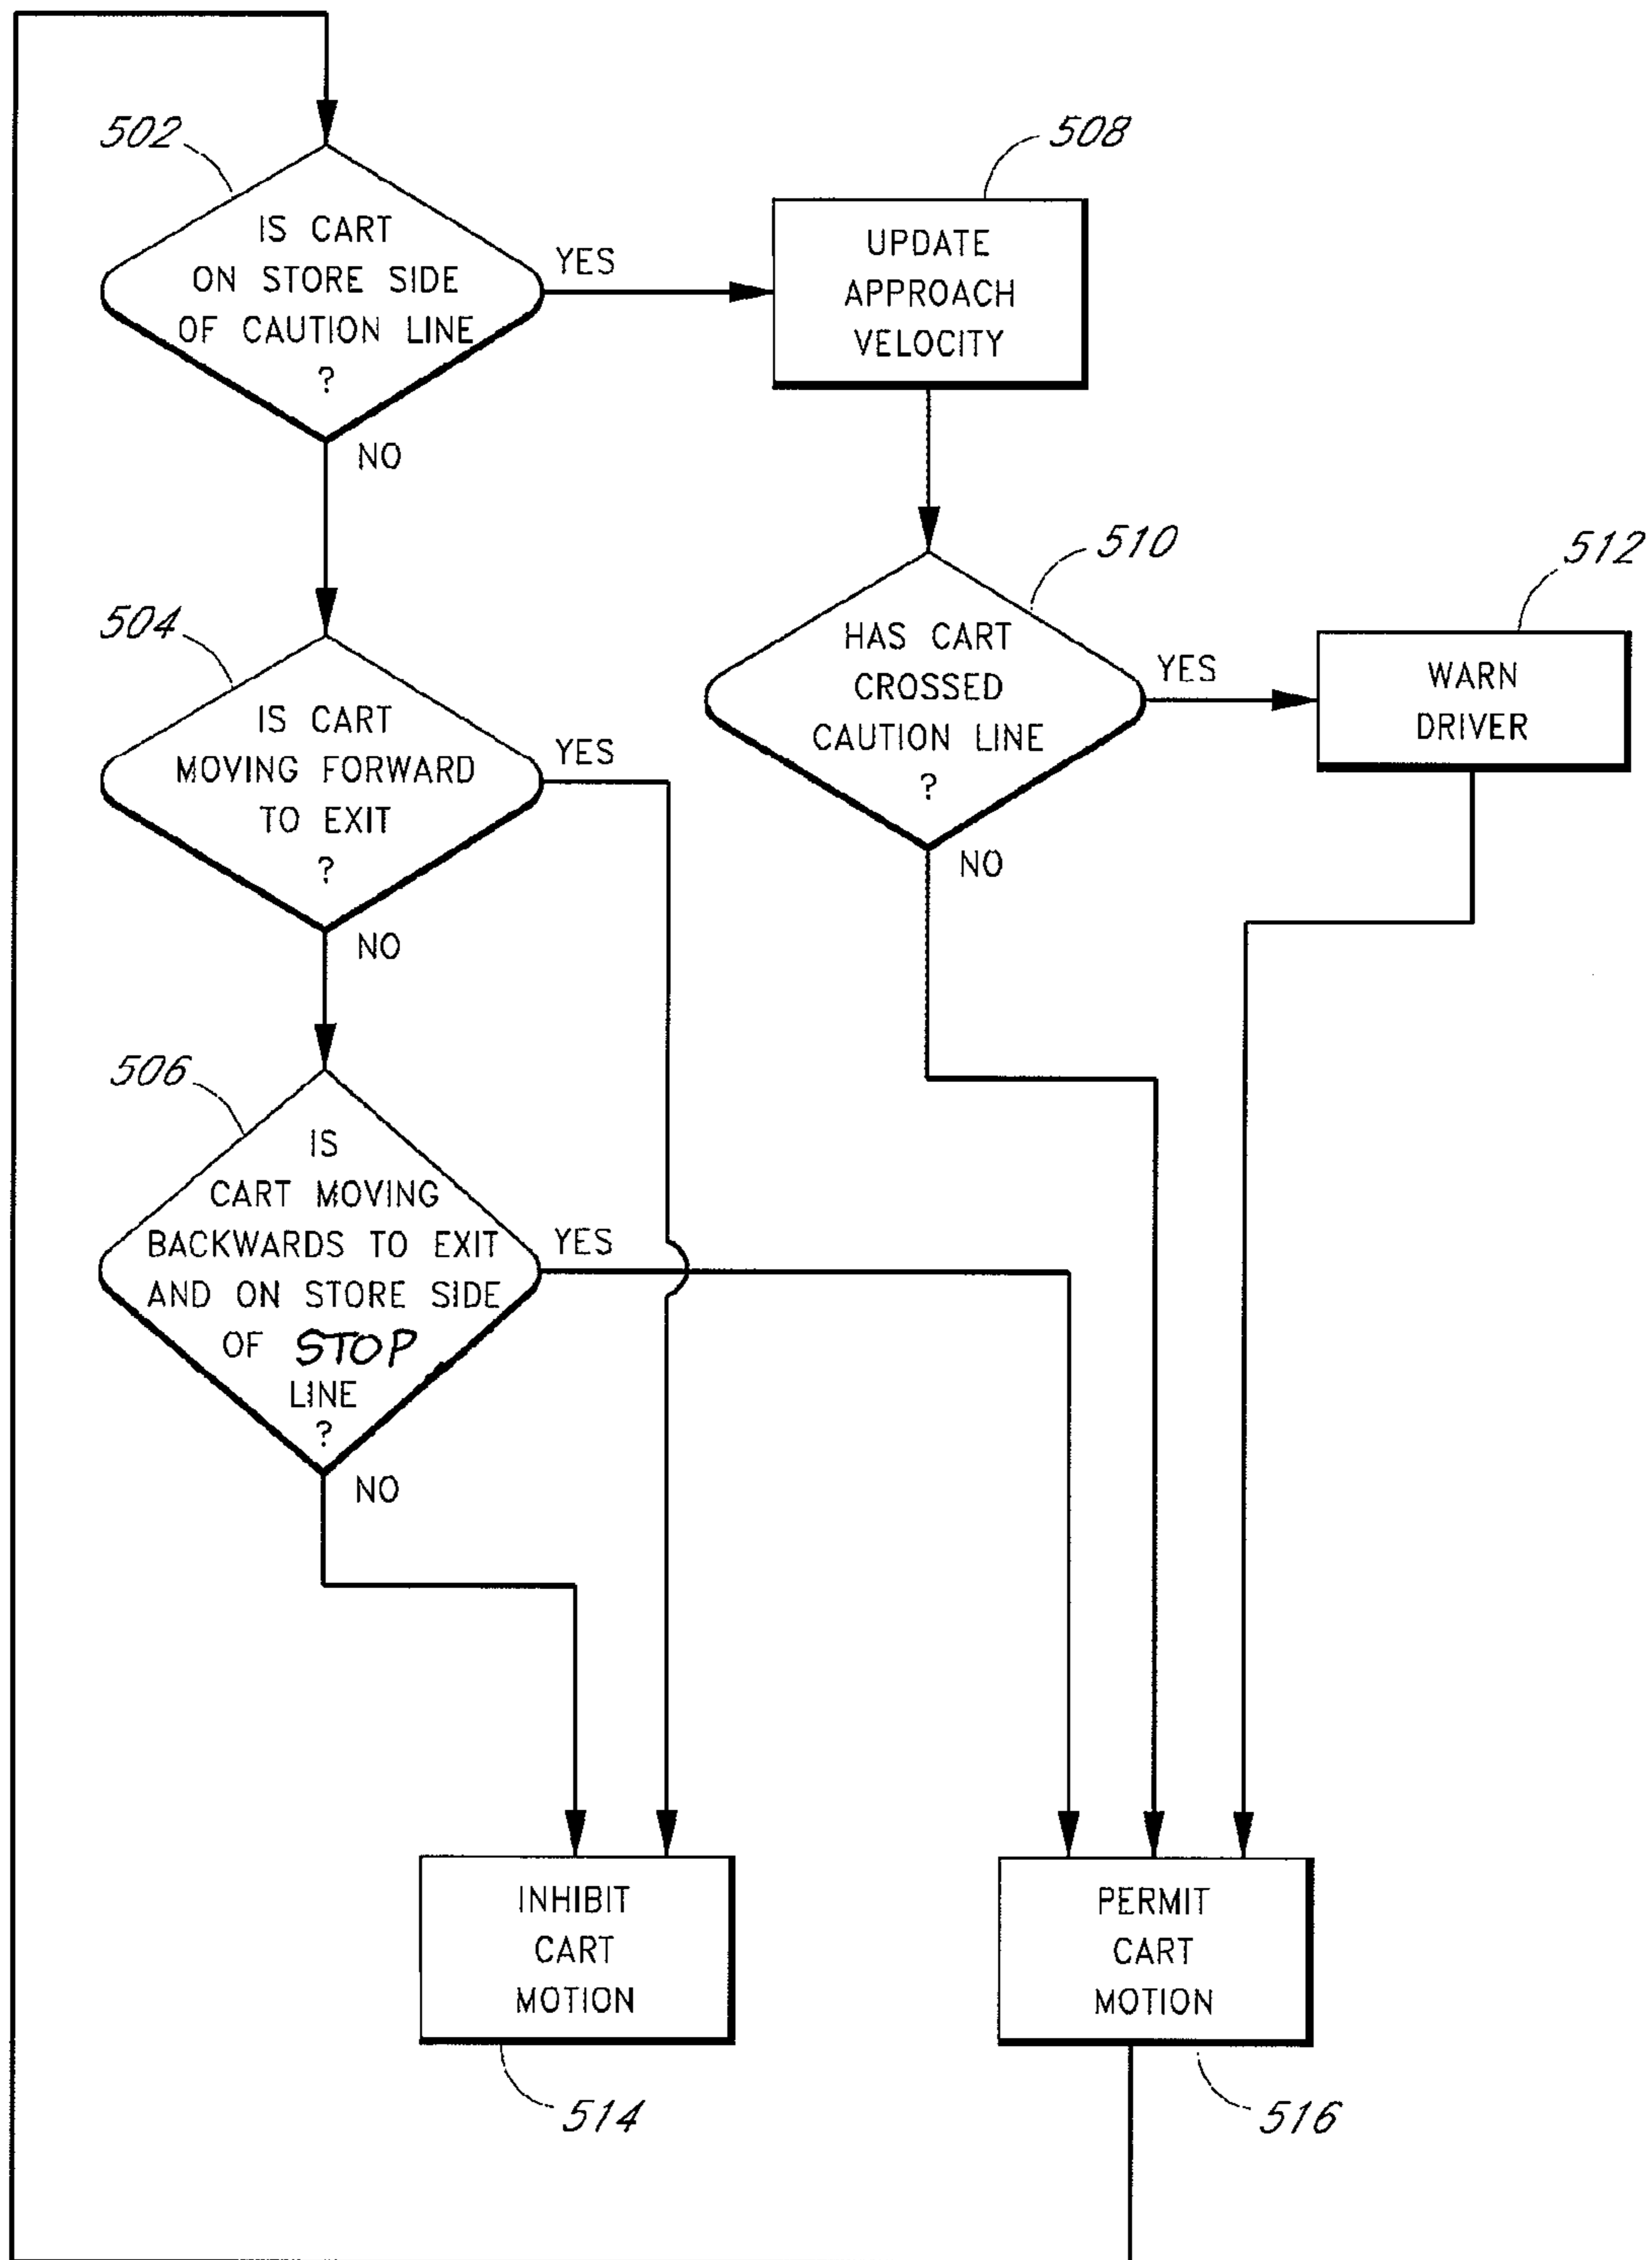 502
IS CART
ON STORE SIDE
OF CAUTION LINE
?
YES
NO
508
UPDATE
APPROACH
VELOCITY
504
IS CART
MOVING FORWARD
TO EXIT
?
YES
NO
510
HAS CART
CROSSED
CAUTION LINE
?
YES
NO
512
WARN
DRIVER
506
IS
CART MOVING
BACKWARDS TO EXIT
AND ON STORE SIDE
OF STOP
LINE
?
YES
NO
INHIBIT
CART
MOTION
514
PERMIT
CART
MOTION
516